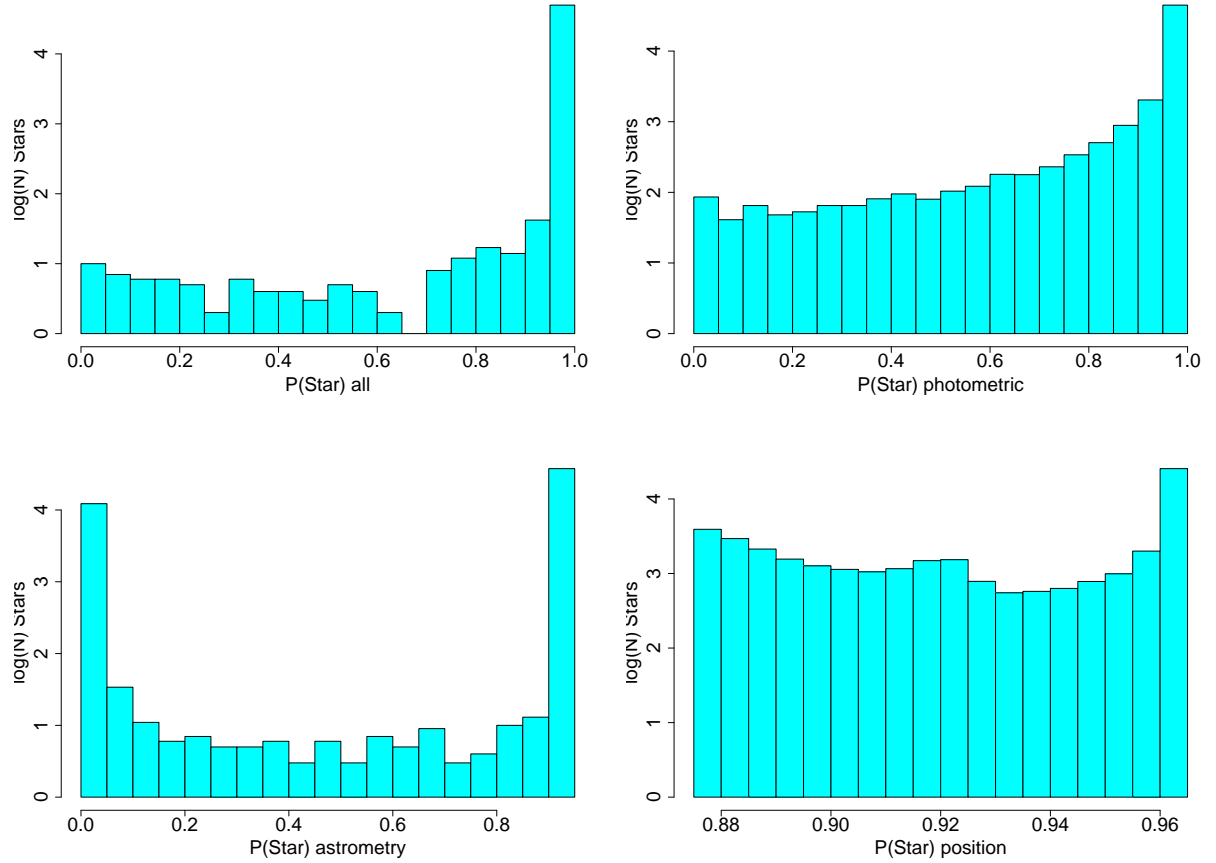 4
3
2
1
0
log(N) Stars
0.0 0.2 0.4 0.6 0.8 1.0
P(Star) all
4
3
2
1
0
log(N) Stars
0.0 0.2 0.4 0.6 0.8 1.0
P(Star) photometric
4
3
2
1
0
log(N) Stars
0.0 0.2 0.4 0.6 0.8
P(Star) astrometry
4
3
2
1
0
log(N) Stars
0.88 0.90 0.92 0.94 0.96
P(Star) position